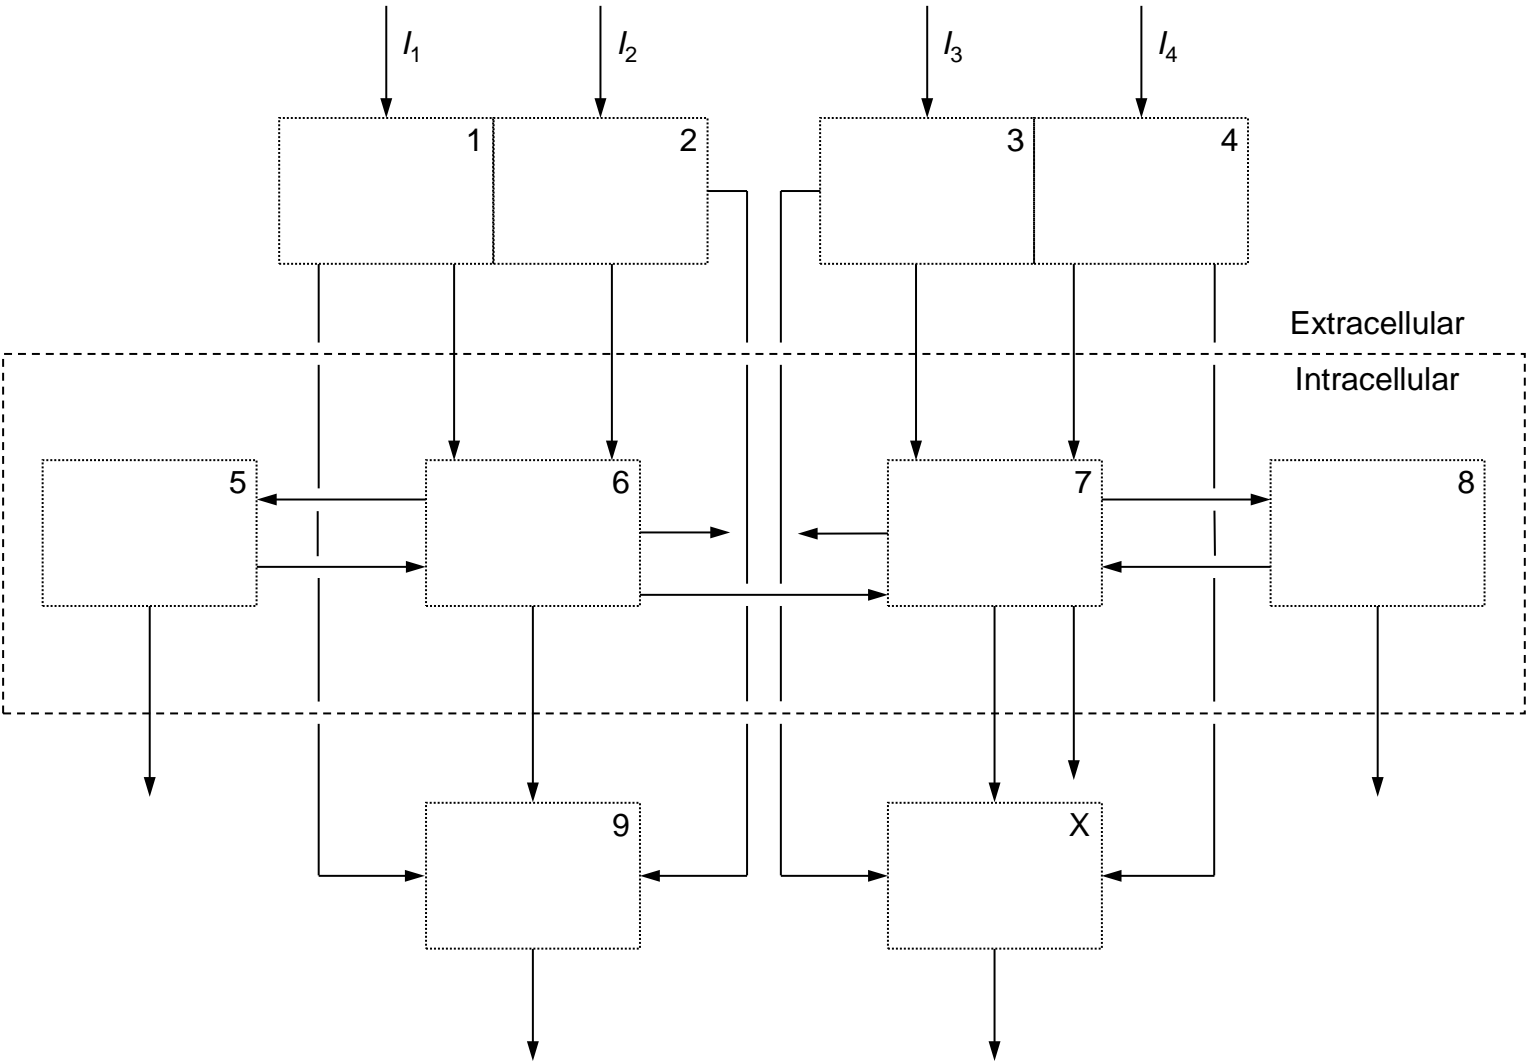 I1 I2 I3 I4
1 2 3 4
Extracellular
Intracellular
5 6 7 8
9 X